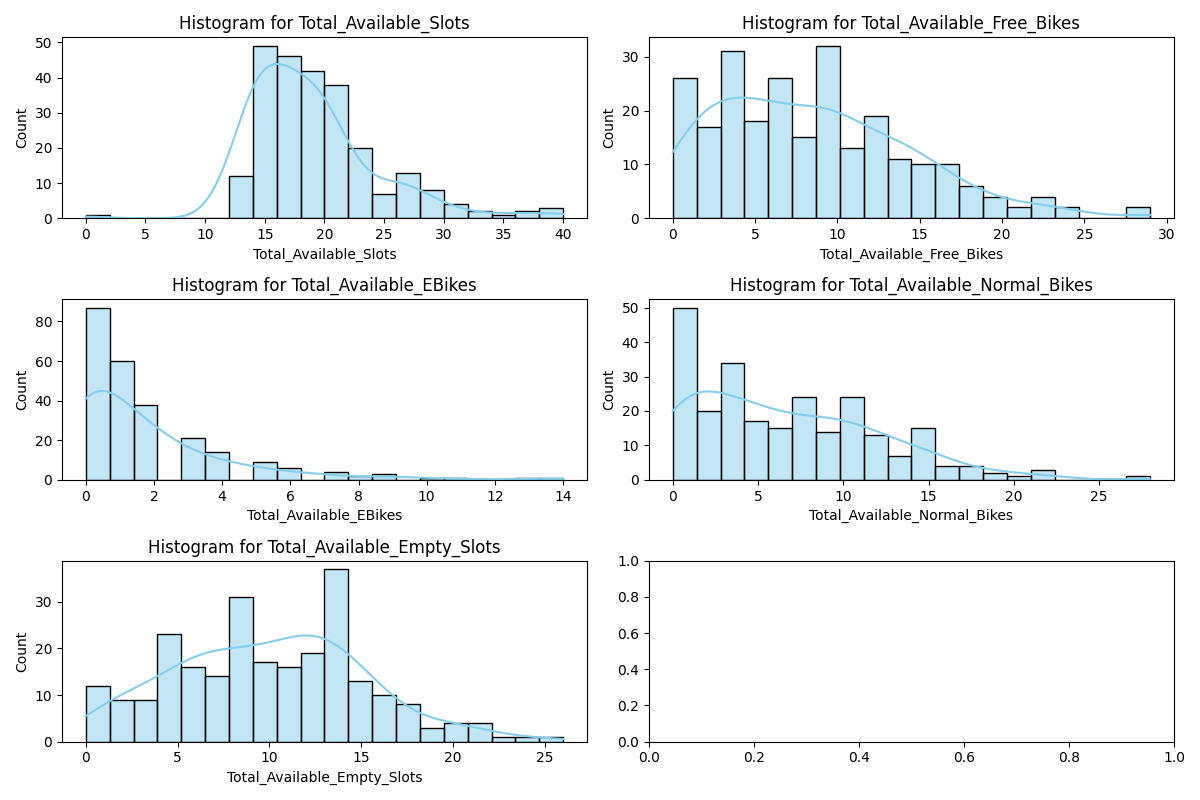 Histogram for Total_Available_Slots
Count
50
40
30
20
10
0
0 5 10 15 20 25 30 35 40
Total_Available_Slots
Histogram for Total_Available_Free_Bikes
Count
30
20
10
0
0 5 10 15 20 25 30
Total_Available_Free_Bikes
Histogram for Total_Available_EBikes
Count
80
60
40
20
0
0 2 4 6 8 10 12 14
Total_Available_EBikes
Histogram for Total_Available_Normal_Bikes
Count
50
40
30
20
10
0
0 5 10 15 20 25
Total_Available_Normal_Bikes
Histogram for Total_Available_Empty_Slots
Count
30
20
10
0
0 5 10 15 20 25
Total_Available_Empty_Slots
1.0
0.8
0.6
0.4
0.2
0.0
0.0 0.2 0.4 0.6 0.8 1.0